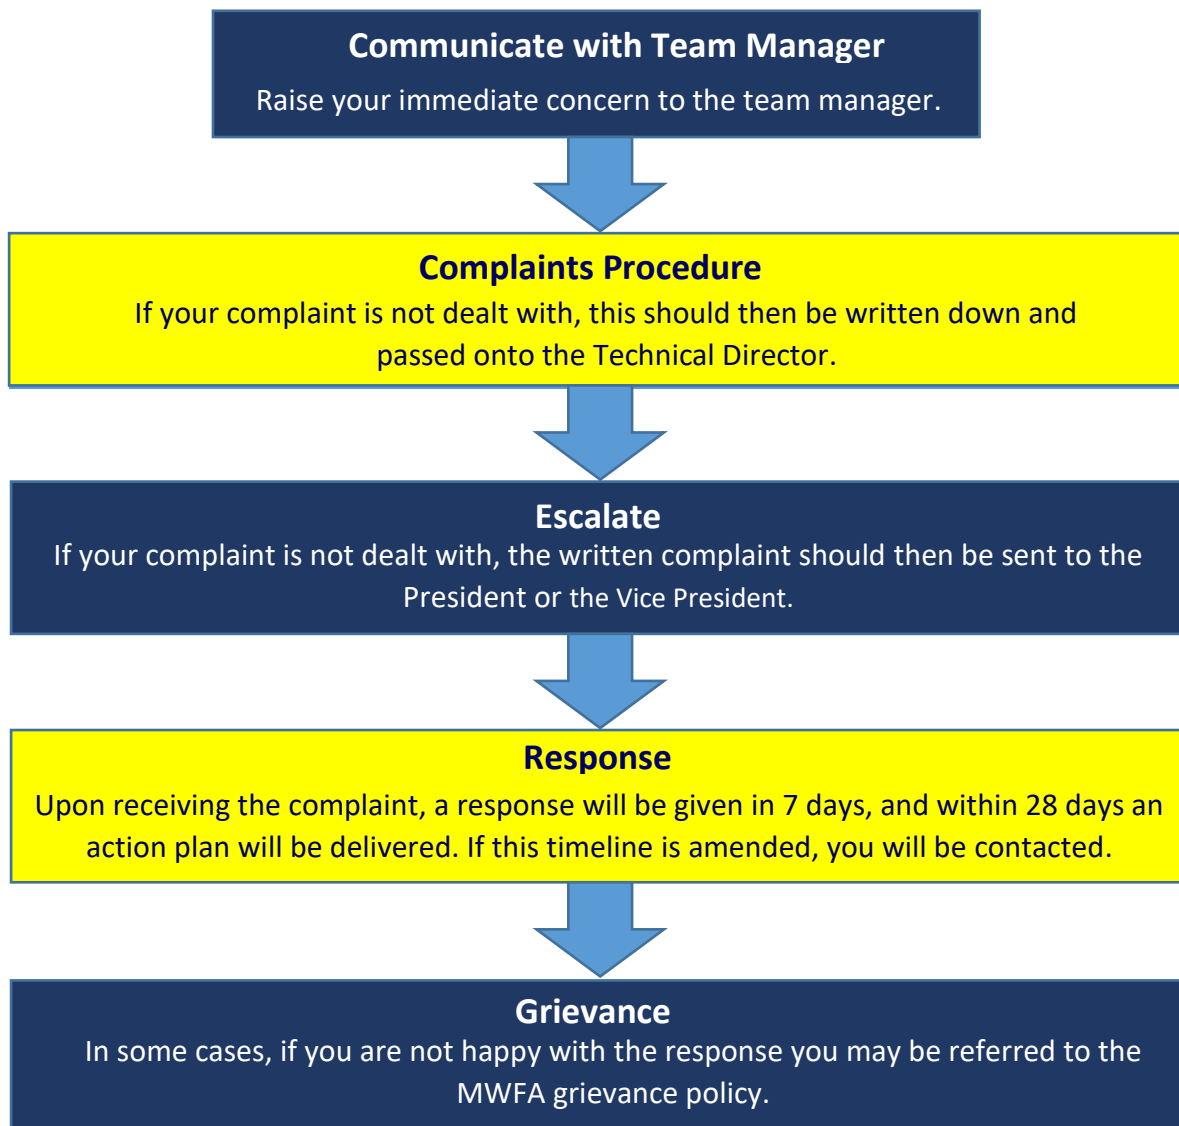 Communicate with Team Manager
Raise your immediate concern to the team manager.
Complaints Procedure
If your complaint is not dealt with, this should then be written down and
passed onto the Technical Director.
Escalate
If your complaint is not dealt with, the written complaint should then be sent to the
President or the Vice President.
Response
Upon receiving the complaint, a response will be given in 7 days, and within 28 days an
action plan will be delivered. If this timeline is amended, you will be contacted.
Grievance
In some cases, if you are not happy with the response you may be referred to the
MWFA grievance policy.